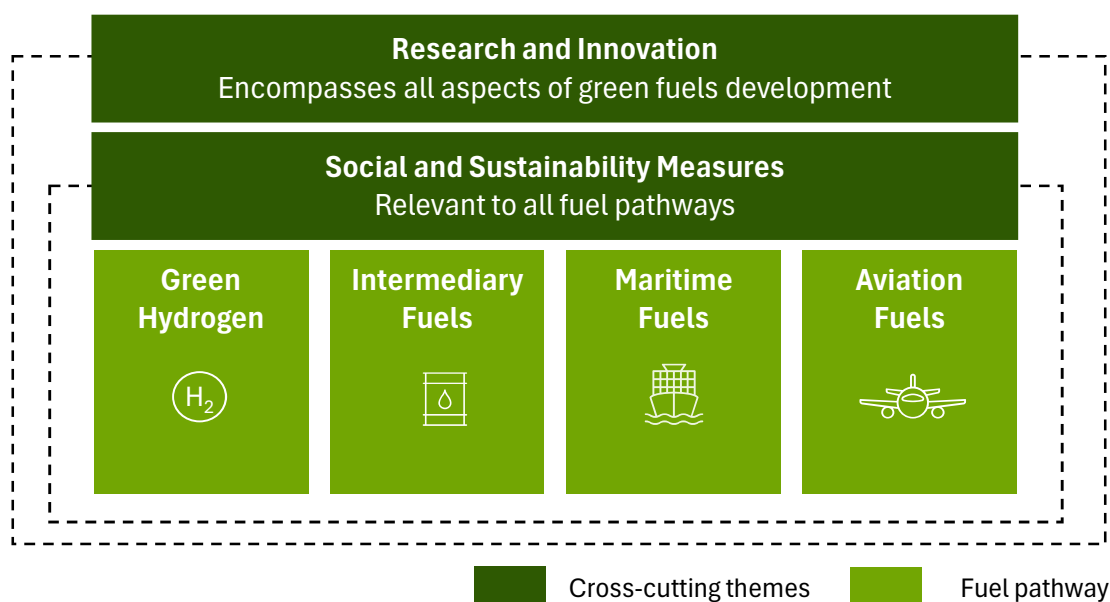 Research and Innovation
Encompasses all aspects of green fuels development
Social and Sustainability Measures
Relevant to all fuel pathways
Green
Hydrogen
H₂
Intermediary
Fuels
Maritime
Fuels
Aviation
Fuels
Cross-cutting themes
Fuel pathway